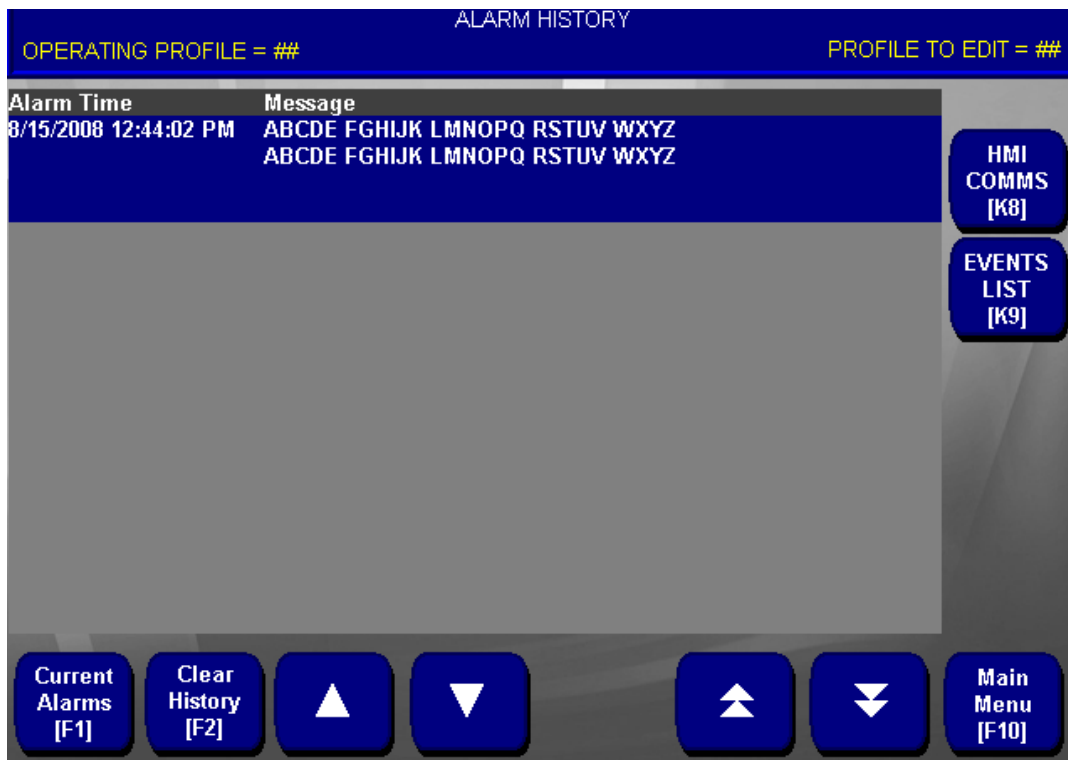 ALARM HISTORY
OPERATING PROFILE = ##
PROFILE TO EDIT = ##
Alarm Time Message
8/15/2008 12:44:02 PM ABCDE FGHIJK LMNOPQ RSTUV WXYZ
ABCDE FGHIJK LMNOPQ RSTUV WXYZ
HMI
COMMS
[K8]
EVENTS
LIST
[K9]
Current
Alarms
[F1]
Clear
History
[F2]
Main
Menu
[F10]